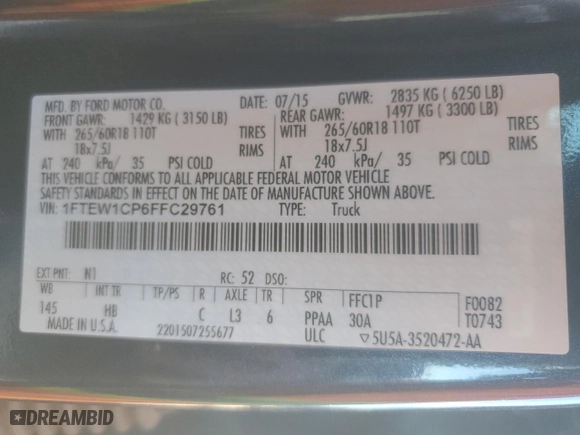 MFD. BY FORD MOTOR CO. DATE: 07/15 GVWR: 2835 KG ( 6250 LB)
FRONT GAWR: 1429 KG ( 3150 LB) REAR GAWR: 1497 KG ( 3300 LB)
WITH 265/60R18 110T TIRES WITH 265/60R18 110T TIRES
18x7.5J RIMS 18x7.5J RIMS
AT 240 kPa/ 35 PSI COLD AT 240 kPa/ 35 PSI COLD
THIS VEHICLE CONFORMS TO ALL APPLICABLE FEDERAL MOTOR VEHICLE
SAFETY STANDARDS IN EFFECT ON THE DATE OF MANUFACTURE SHOWN ABOVE.
VIN: 1FTEW1CP6FFC29761 TYPE: Truck
EXT PNT: N1 RC: 52 DSO:
WB INT TR TP/PS R AXLE TR SPR FFC1P F0082
145 HB C L3 6 PPAA 30A T0743
MADE IN U.S.A. 2201507255677 ULC ▽5U5A-3520472-AA
DREAMBID